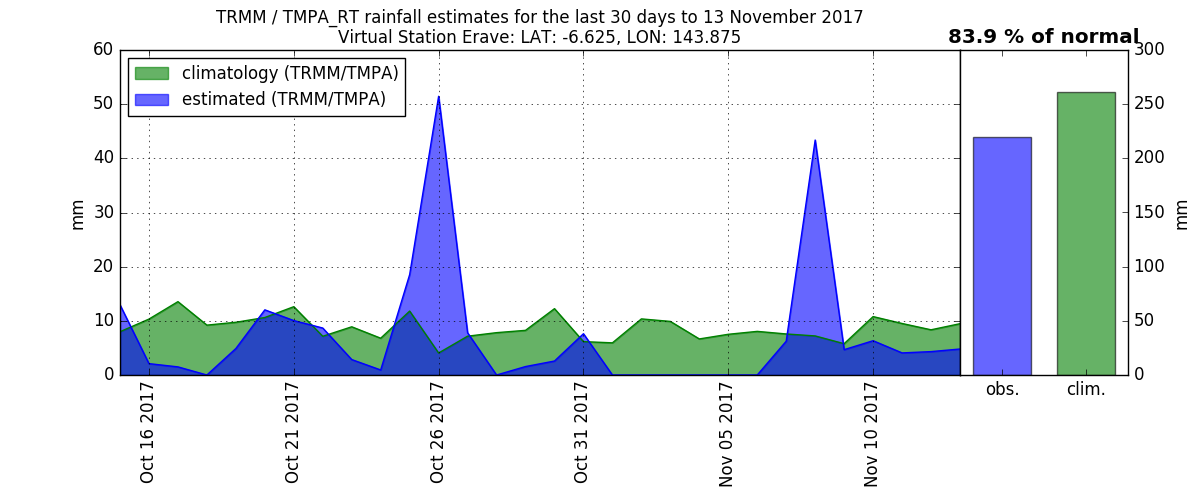 TRMM / TMPA_RT rainfall estimates for the last 30 days to 13 November 2017
Virtual Station Erave: LAT: -6.625, LON: 143.875
83.9 % of normal
climatology (TRMM/TMPA)
estimated (TRMM/TMPA)
60
50
40
30
20
10
0
mm
Oct 16 2017
Oct 21 2017
Oct 26 2017
Oct 31 2017
Nov 05 2017
Nov 10 2017
300
250
200
150
100
50
0
mm
obs.
clim.